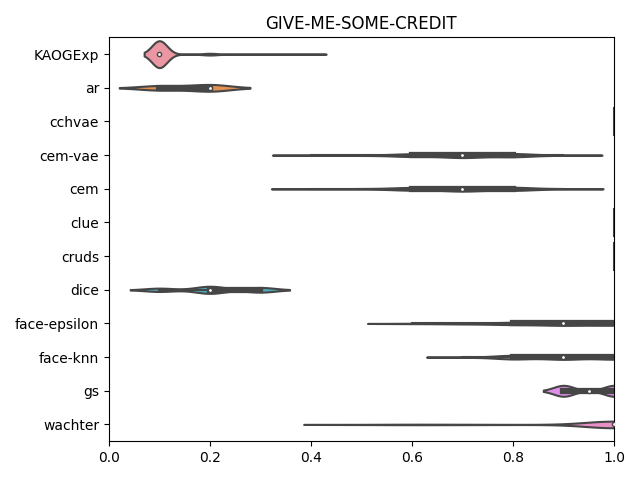 GIVE-ME-SOME-CREDIT
KAOGExp
ar
cchvae
cem-vae
cem
clue
cruds
dice
face-epsilon
face-knn
gs
wachter
0.0 0.2 0.4 0.6 0.8 1.0